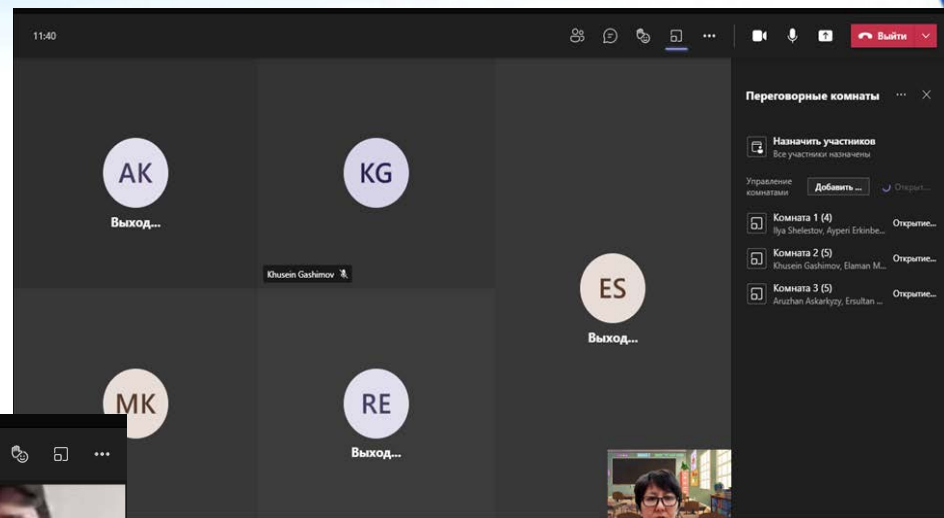 11:40
Выйти
AK
Выход...
KG
Khusein Gashimov
ES
Выход...
MK
RE
Выход...
Переговорные комнаты
Назначить участников
Все участники назначены
Управление комнатами
Добавить ...
Открыт...
Комната 1 (4)
Ilya Shelestov, Ayperi Erkinbe...
Открытие...
Комната 2 (5)
Khusein Gashimov, Elaman M...
Открытие...
Комната 3 (5)
Aruzhan Askarkyzy, Ersultan ...
Открытие...